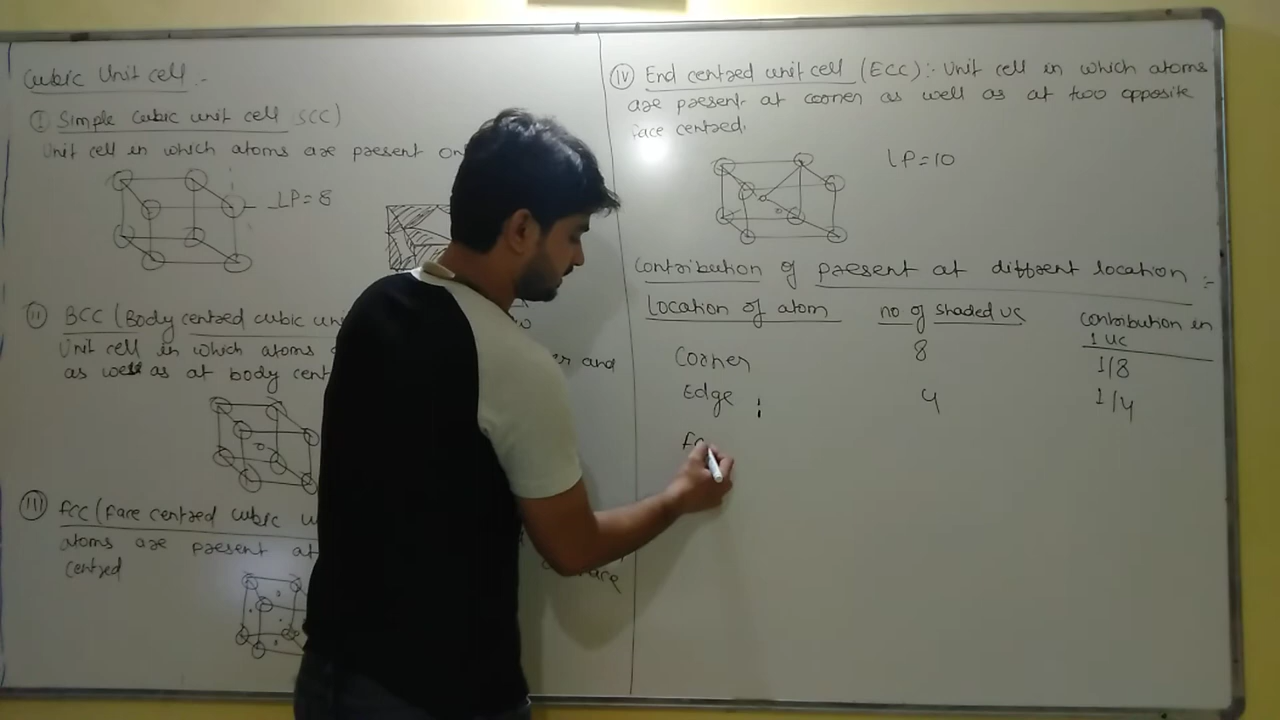 Cubic Unit cell :-
(I) Simple cubic unit cell SCC)
Unit cell in which atoms are present on
LP = 8
(II) BCC (Body centred cubic un
Unit cell in which atoms
er and
as well as at body cent
(III) FCC (Face centred cubic u
atoms are present at
centred
(IV) End centred unit cell (ECC) :- Unit cell in which atoms
are present at corner as well as at two opposite
face centred.
LP = 10
Contribution of present at diffrent location :-
Location of atom no of shaded UC Contribution in 1 UC
Corner 8 1/8
Edge 4 1/4
Fa